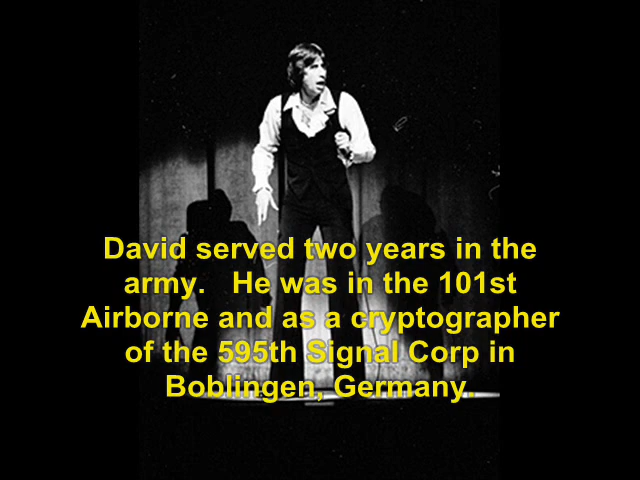 David served two years in the
army.   He was in the 101st
Airborne and as a cryptographer
of the 595th Signal Corp in
Boblingen, Germany.